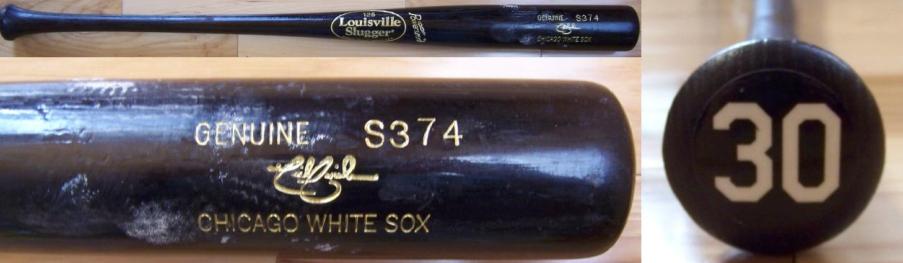 125
Louisville
Slugger
GENUINE S374
CHICAGO WHITE SOX
GENUINE S374
CHICAGO WHITE SOX
30